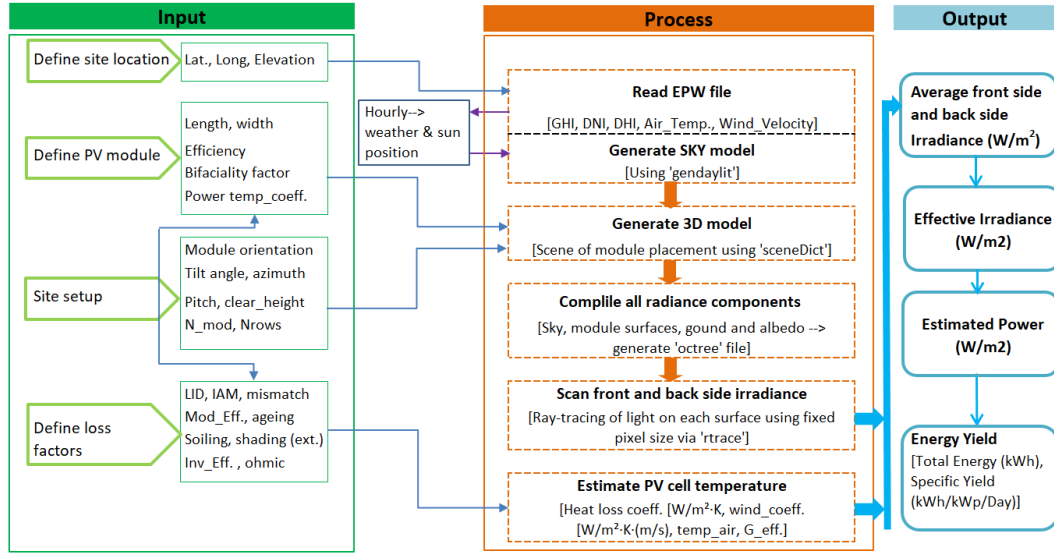 Input
Define site location
Lat., Long, Elevation
Define PV module
Length, width
Efficiency
Bifaciality factor
Power temp_coeff.
Site setup
Module orientation
Tilt angle, azimuth
Pitch, clear_height
N_mod, Nrows
Define loss
factors
LID, IAM, mismatch
Mod_Eff., ageing
Soiling, shading (ext.)
Inv_Eff. , ohmic
Hourly-->
weather & sun
position
Process
Read EPW file
[GHI, DNI, DHI, Air_Temp., Wind_Velocity]
Generate SKY model
[Using 'gendaylit']
Generate 3D model
[Scene of module placement using 'sceneDict']
Complile all radiance components
[Sky, module surfaces, gound and albedo -->
generate 'octree' file]
Scan front and back side irradiance
[Ray-tracing of light on each surface using fixed
pixel size via 'rtrace']
Estimate PV cell temperature
[Heat loss coeff. [W/m²·K, wind_coeff.
[W/m²·K·(m/s), temp_air, G_eff.]
Output
Average front side
and back side
Irradiance (W/m²)
Effective Irradiance
(W/m2)
Estimated Power
(W/m2)
Energy Yield
[Total Energy (kWh),
Specific Yield
(kWh/kWp/Day)]